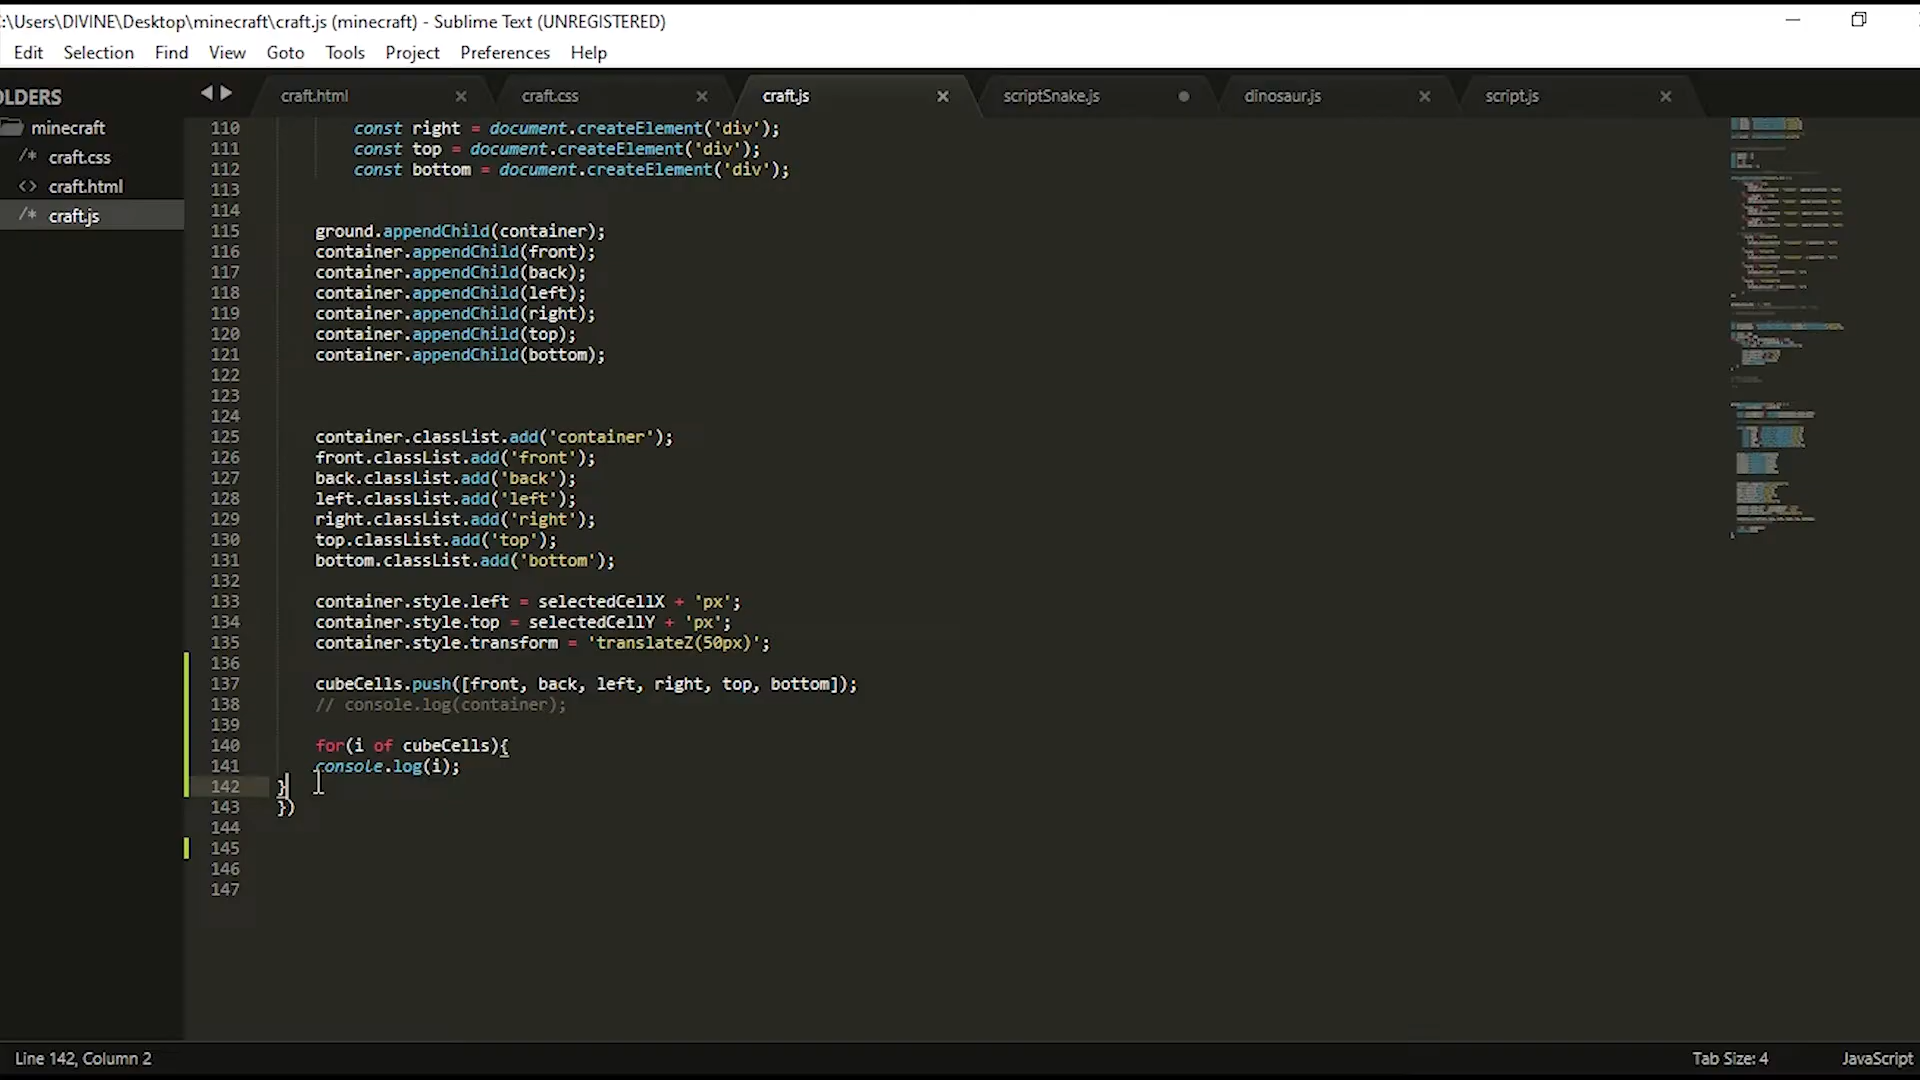 :\Users\DIVINE\Desktop\minecraft\craft.js (minecraft) - Sublime Text (UNREGISTERED)
Edit Selection Find View Goto Tools Project Preferences Help
OLDERS
minecraft
/* craft.css
<> craft.html
/* craft.js
craft.html craft.css craft.js scriptSnake.js dinosaur.js script.js
110 const right = document.createElement('div');
111 const top = document.createElement('div');
112 const bottom = document.createElement('div');
113
114
115 ground.appendChild(container);
116 container.appendChild(front);
117 container.appendChild(back);
118 container.appendChild(left);
119 container.appendChild(right);
120 container.appendChild(top);
121 container.appendChild(bottom);
122
123
124
125 container.classList.add('container');
126 front.classList.add('front');
127 back.classList.add('back');
128 left.classList.add('left');
129 right.classList.add('right');
130 top.classList.add('top');
131 bottom.classList.add('bottom');
132
133 container.style.left = selectedCellX + 'px';
134 container.style.top = selectedCellY + 'px';
135 container.style.transform = 'translateZ(50px)';
136
137 cubeCells.push([front, back, left, right, top, bottom]);
138 // console.log(container);
139
140 for(i of cubeCells){
141 console.log(i);
142 }
143 })
144
145
146
147
Line 142, Column 2
Tab Size: 4
JavaScript